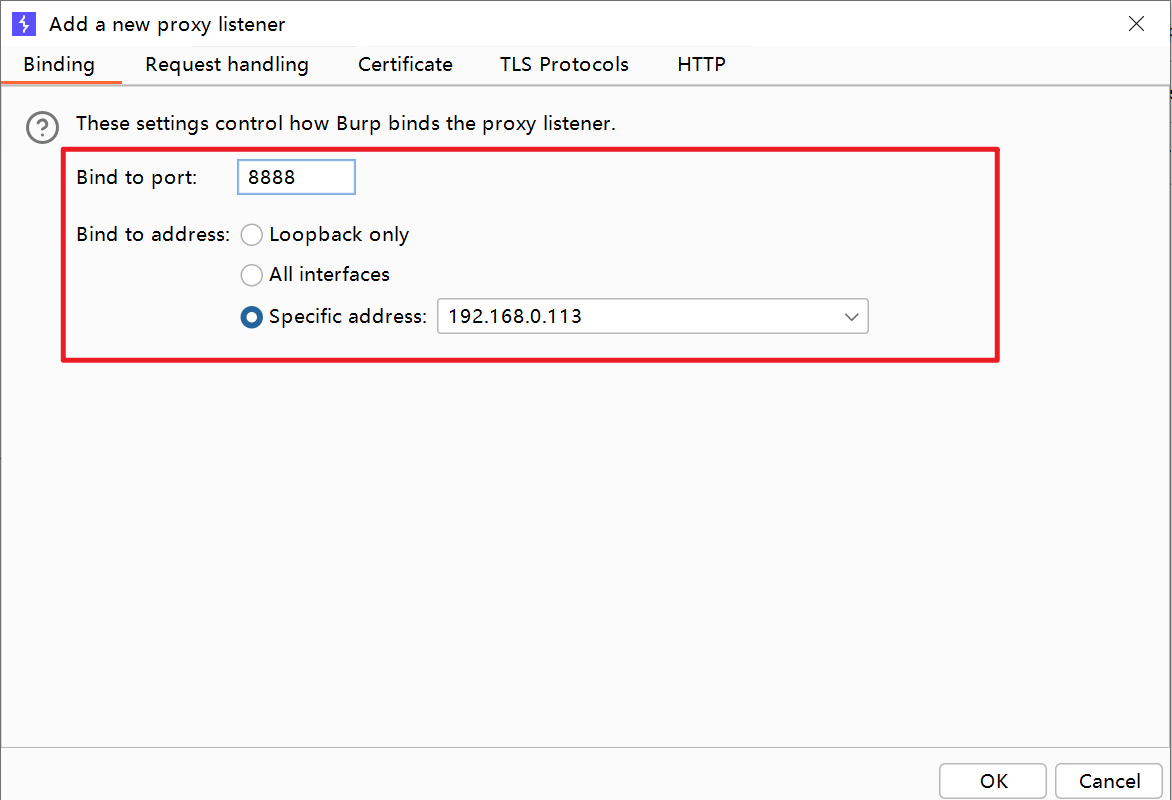 Add a new proxy listener
Binding Request handling Certificate TLS Protocols HTTP
These settings control how Burp binds the proxy listener.
Bind to port: 8888
Bind to address: Loopback only
All interfaces
Specific address: 192.168.0.113
OK Cancel